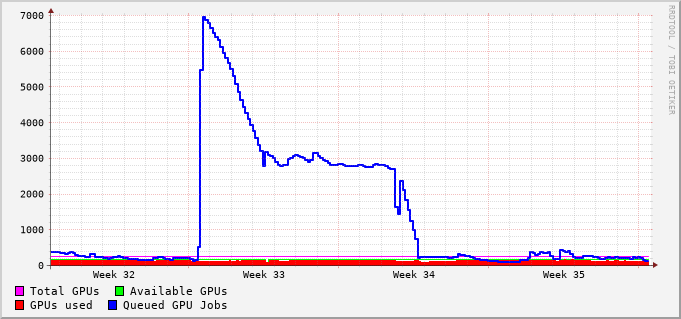 7000
6000
5000
4000
3000
2000
1000
0
Week 32 Week 33 Week 34 Week 35
Total GPUs Available GPUs
GPUs used Queued GPU Jobs
RRDTOOL / TOBI OETIKER